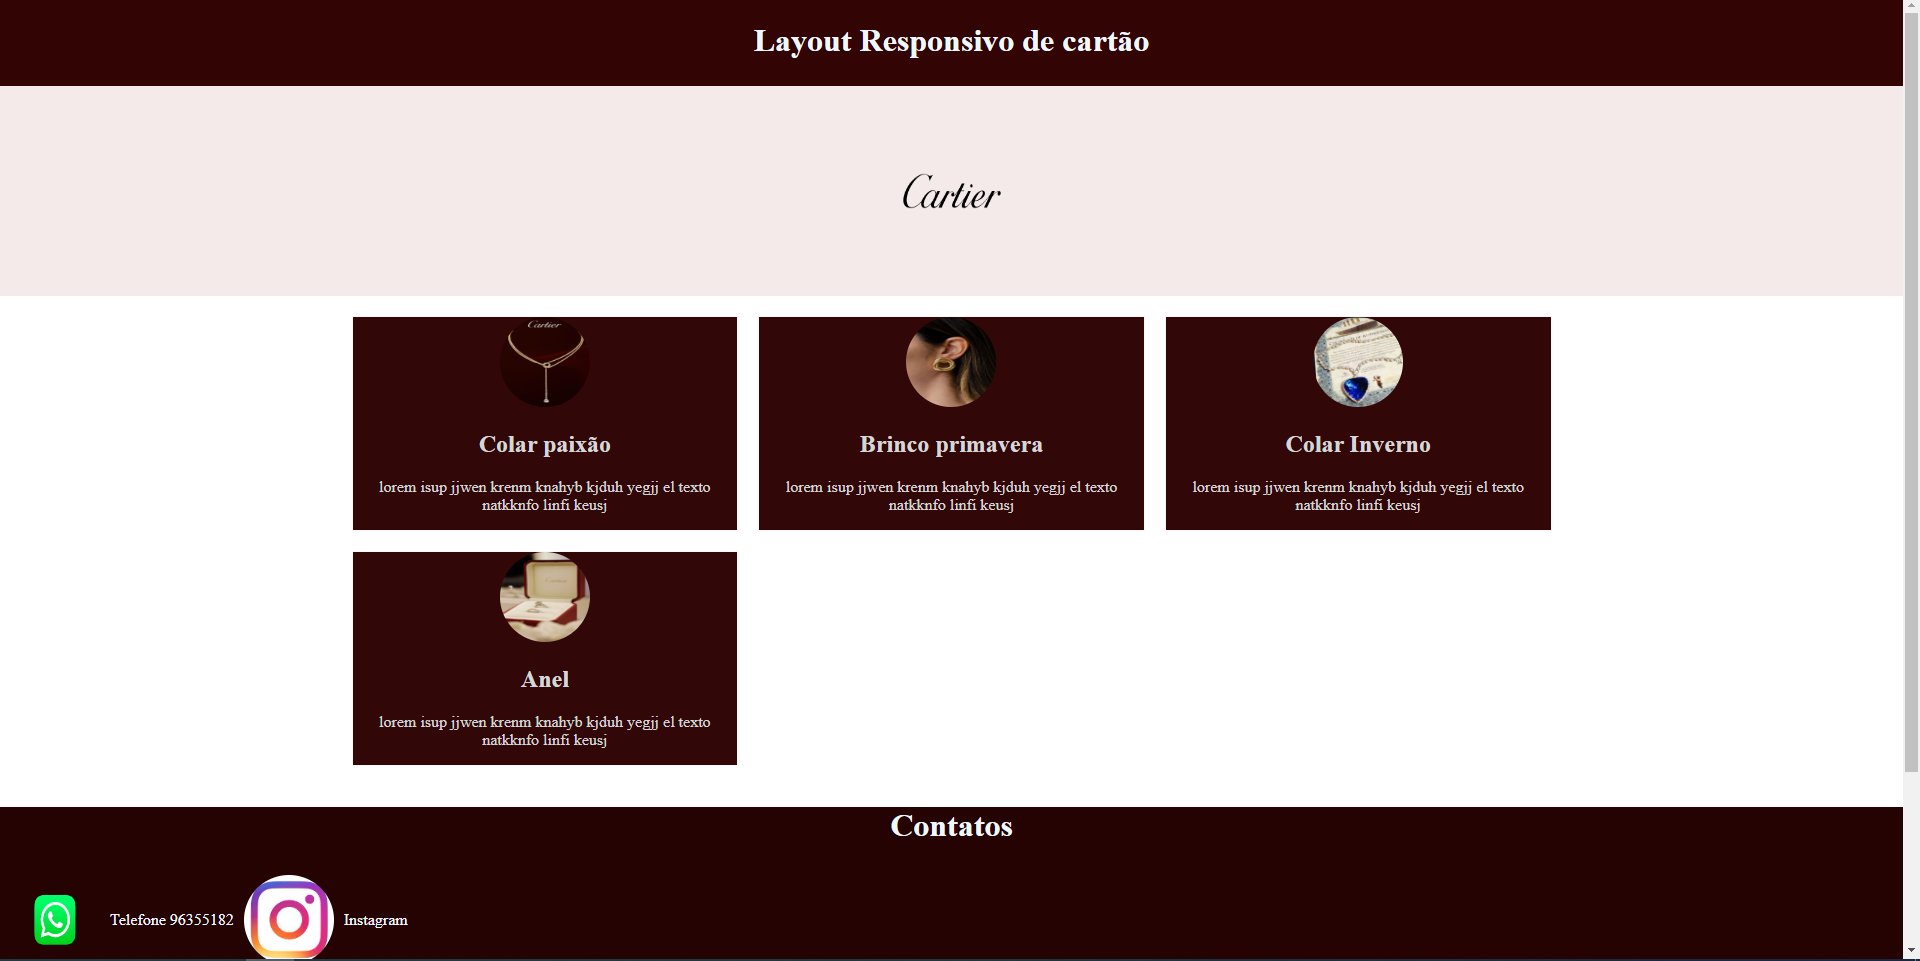 Layout Responsivo de cartão
Cartier
Cartier
Colar paixão
lorem isup jjwen krenm knahyb kjduh yegjj el texto
natkknfo linfi keusj
Brinco primavera
lorem isup jjwen krenm knahyb kjduh yegjj el texto
natkknfo linfi keusj
Colar Inverno
lorem isup jjwen krenm knahyb kjduh yegjj el texto
natkknfo linfi keusj
Cartier
Anel
lorem isup jjwen krenm knahyb kjduh yegjj el texto
natkknfo linfi keusj
Contatos
Telefone 96355182
Instagram